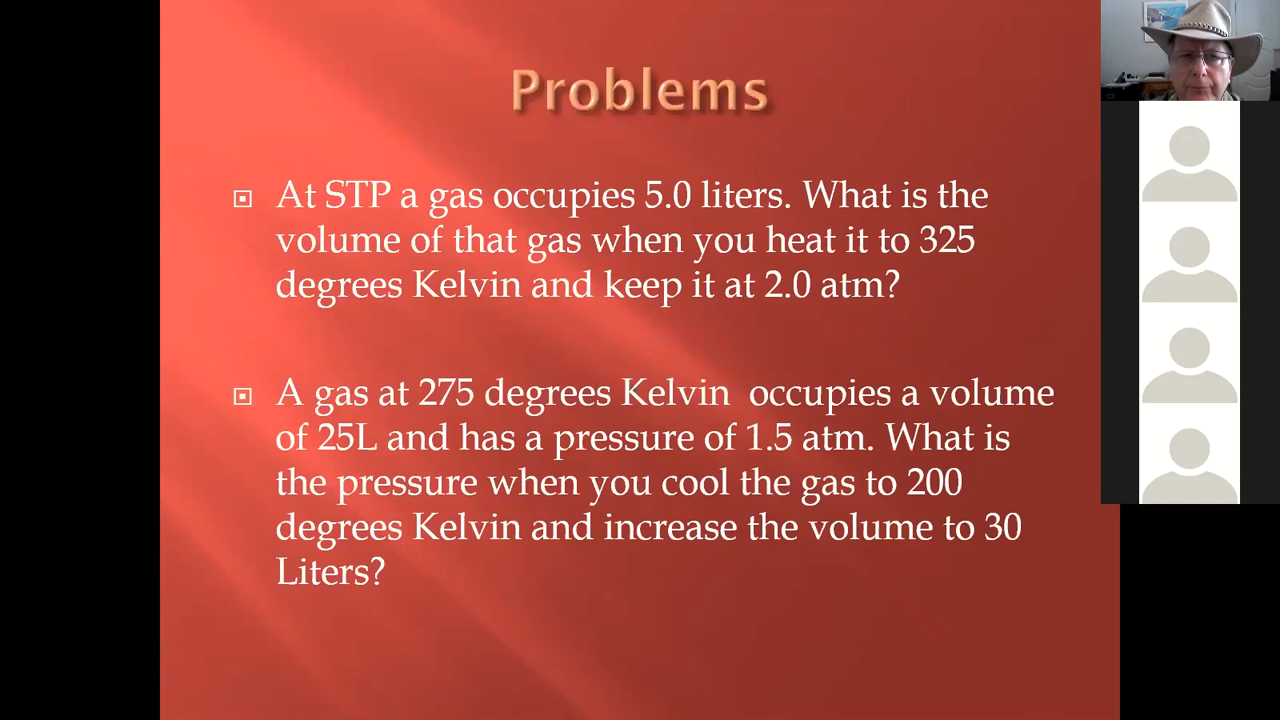 Problems
At STP a gas occupies 5.0 liters. What is the
volume of that gas when you heat it to 325
degrees Kelvin and keep it at 2.0 atm?
A gas at 275 degrees Kelvin  occupies a volume
of 25L and has a pressure of 1.5 atm. What is
the pressure when you cool the gas to 200
degrees Kelvin and increase the volume to 30
Liters?